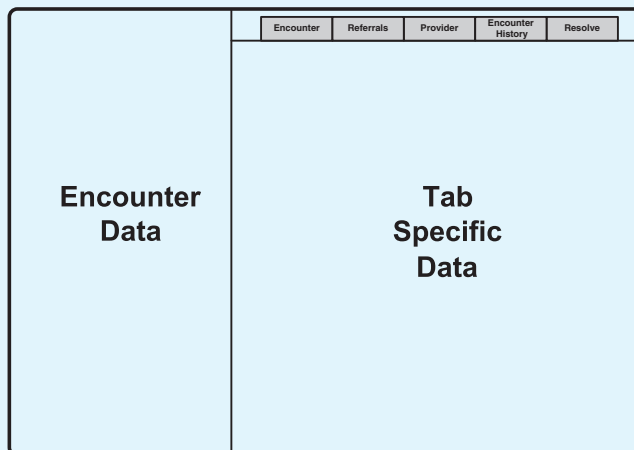 Encounter
Referrals
Provider
Encounter
History
Resolve
Encounter
Data
Tab
Specific
Data